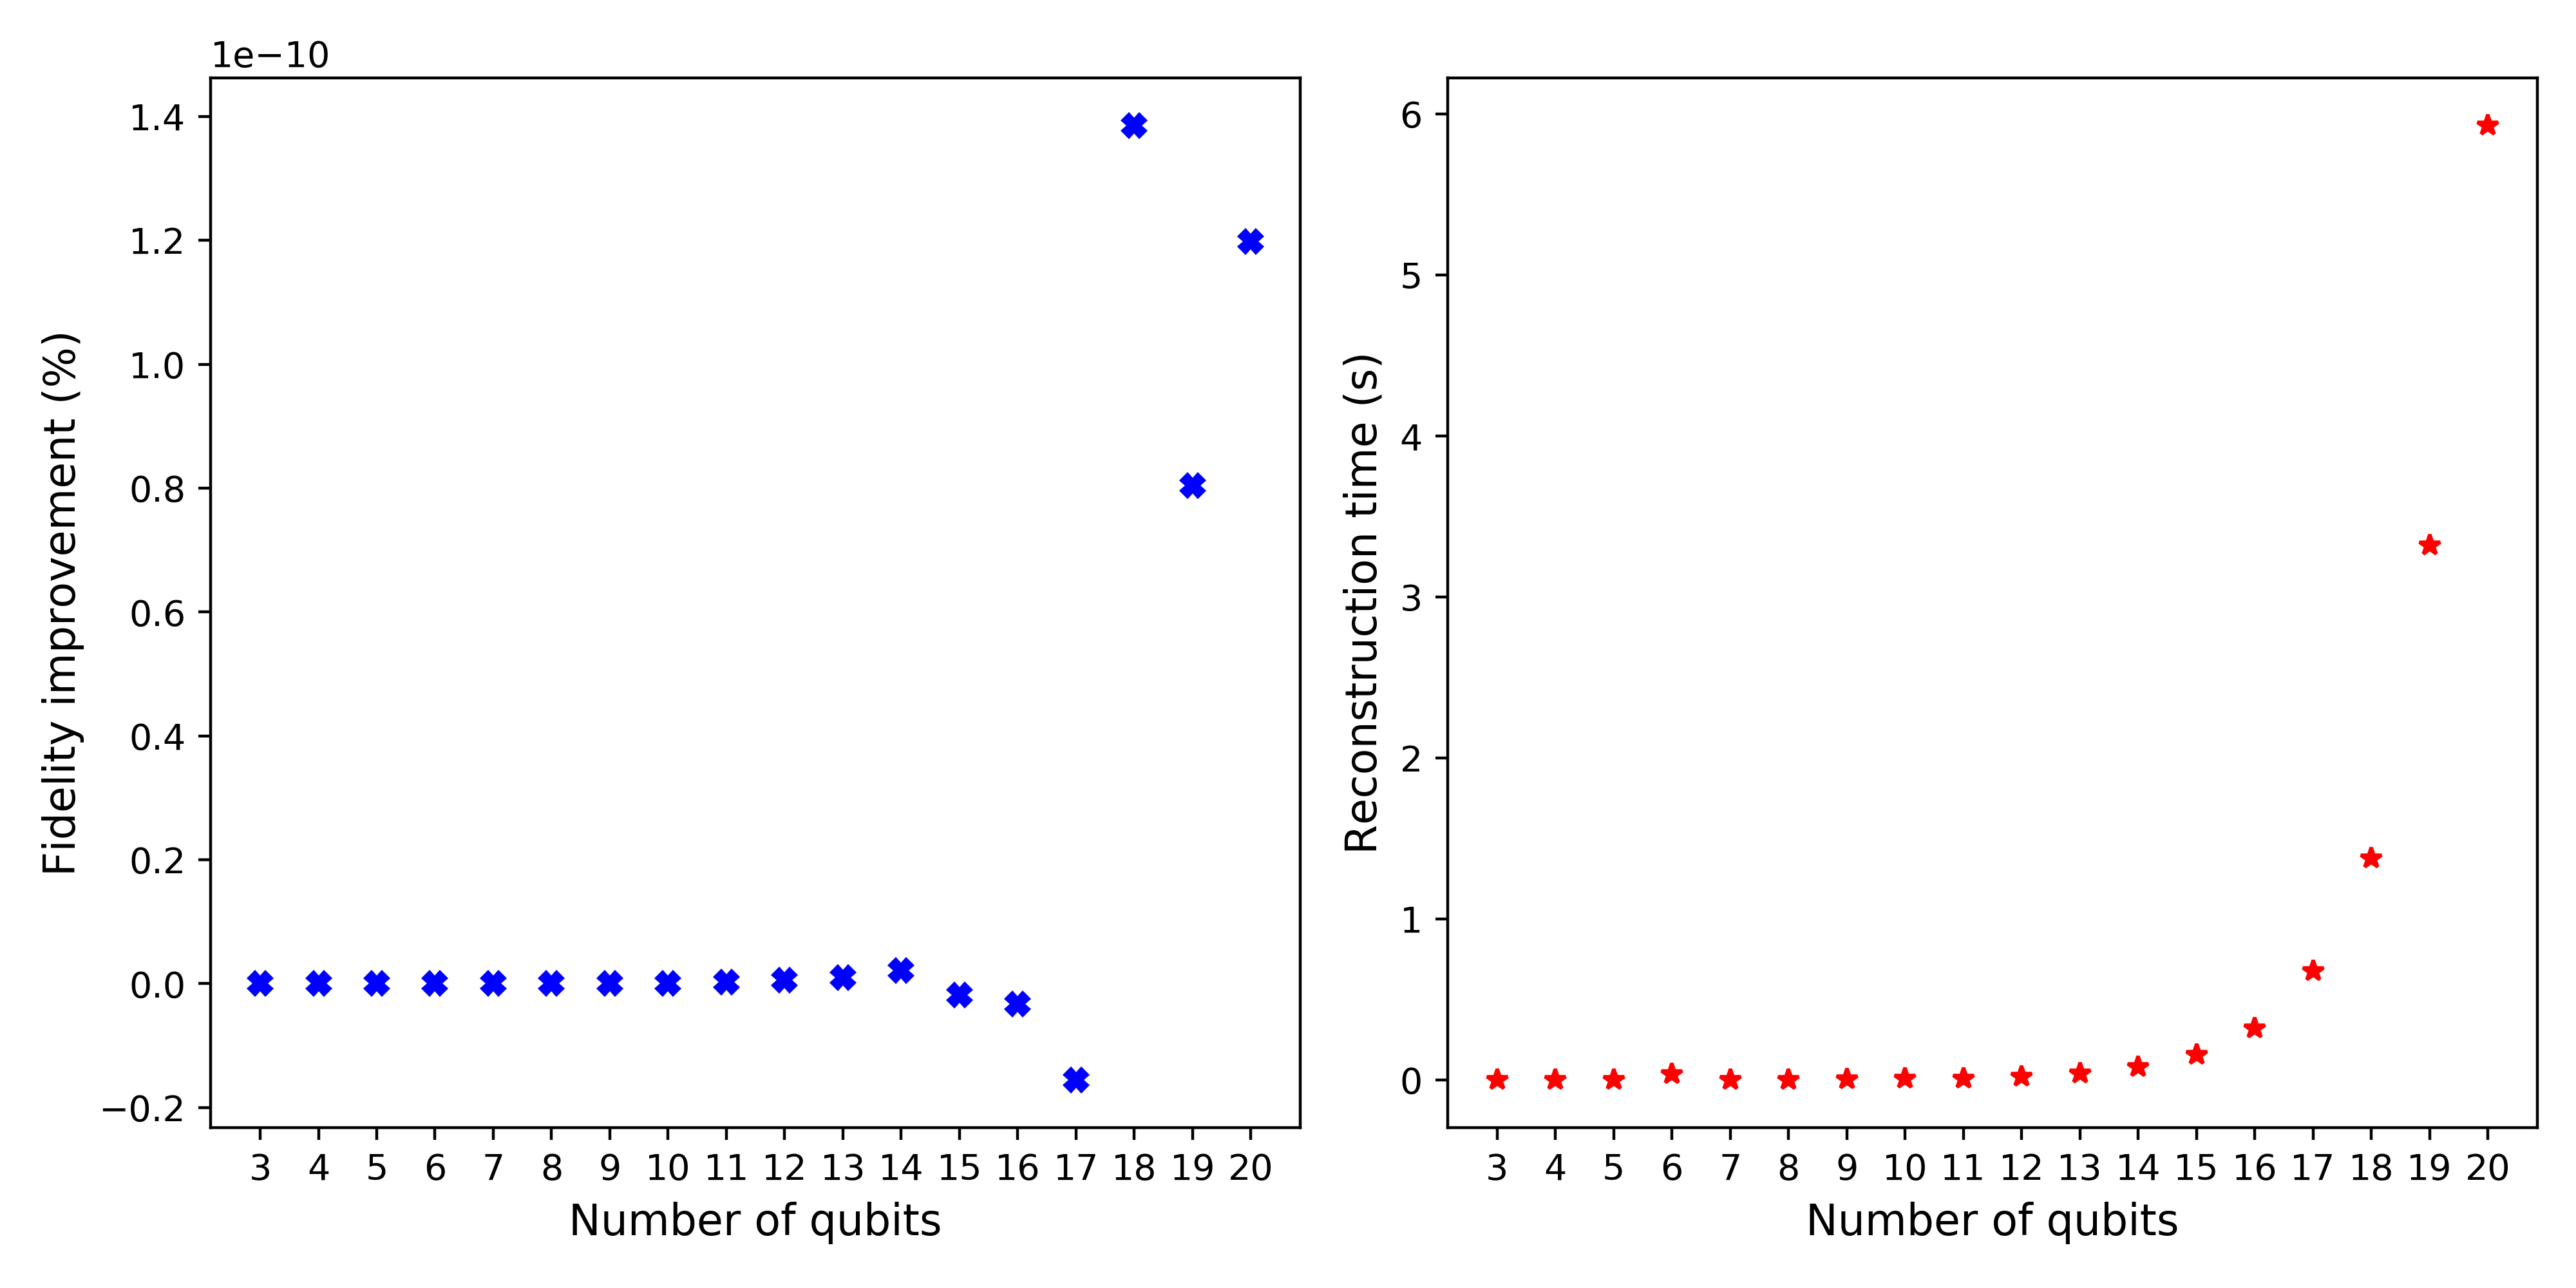 1e−10
1.4
1.2
1.0
0.8
0.6
0.4
0.2
0.0
−0.2
Fidelity improvement (%)
3 4 5 6 7 8 9 10 11 12 13 14 15 16 17 18 19 20
Number of qubits
6
5
4
3
2
1
0
Reconstruction time (s)
3 4 5 6 7 8 9 10 11 12 13 14 15 16 17 18 19 20
Number of qubits